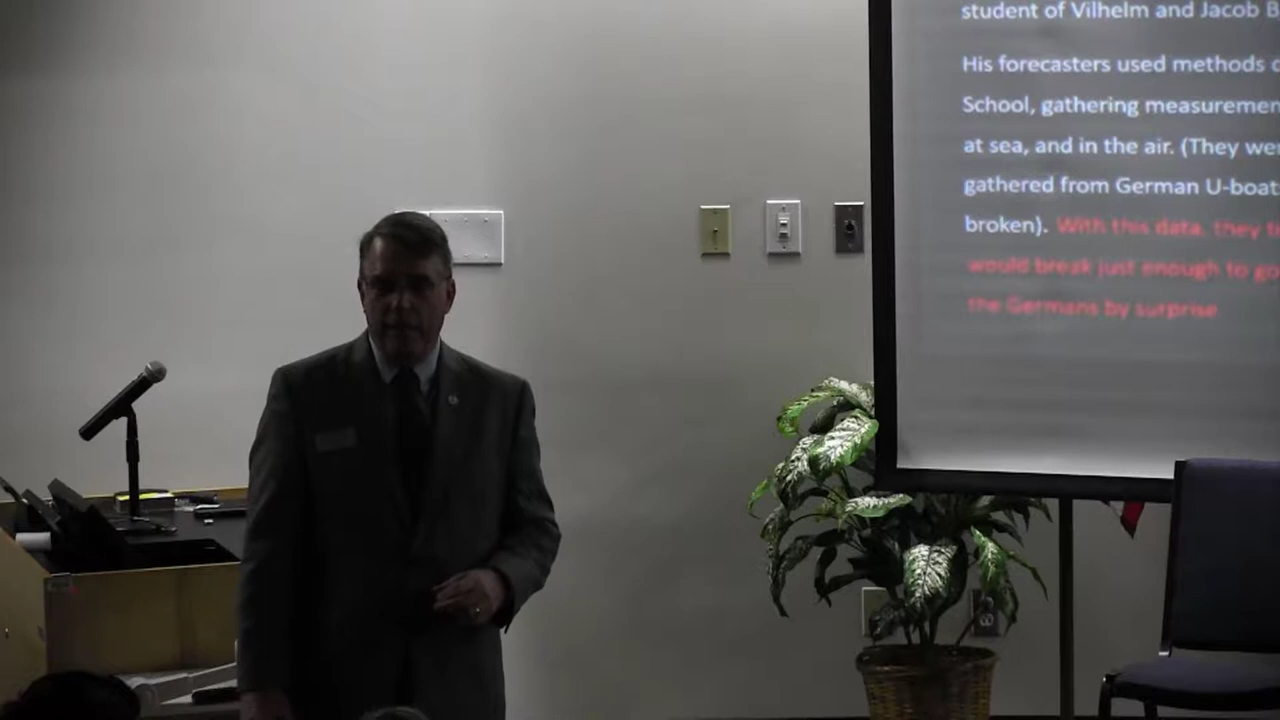 student of Vilhelm and Jacob B
His forecasters used methods
School, gathering measuremen
at sea, and in the air. (They wer
gathered from German U-boat
broken). With this data, they
would break just enough to go
the Germans by surprise